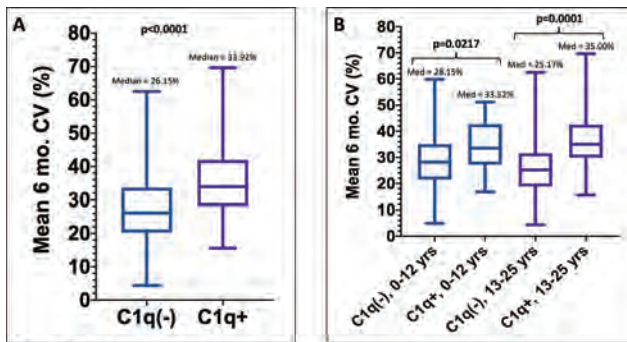 A
p<0.0001
Median = 26.15%
Median = 33.92%
Mean 6 mo. CV (%)
80
70
60
50
40
30
20
10
0
C1q(-)
C1q+
B
p=0.0001
p=0.0217
Med = 28.15%
Med = 33.52%
Med = 25.17%
Med = 35.00%
Mean 6 mo. CV (%)
80
70
60
50
40
30
20
10
0
C1q(-), 0-12 yrs
C1q+, 0-12 yrs
C1q(-), 13-25 yrs
C1q+, 13-25 yrs